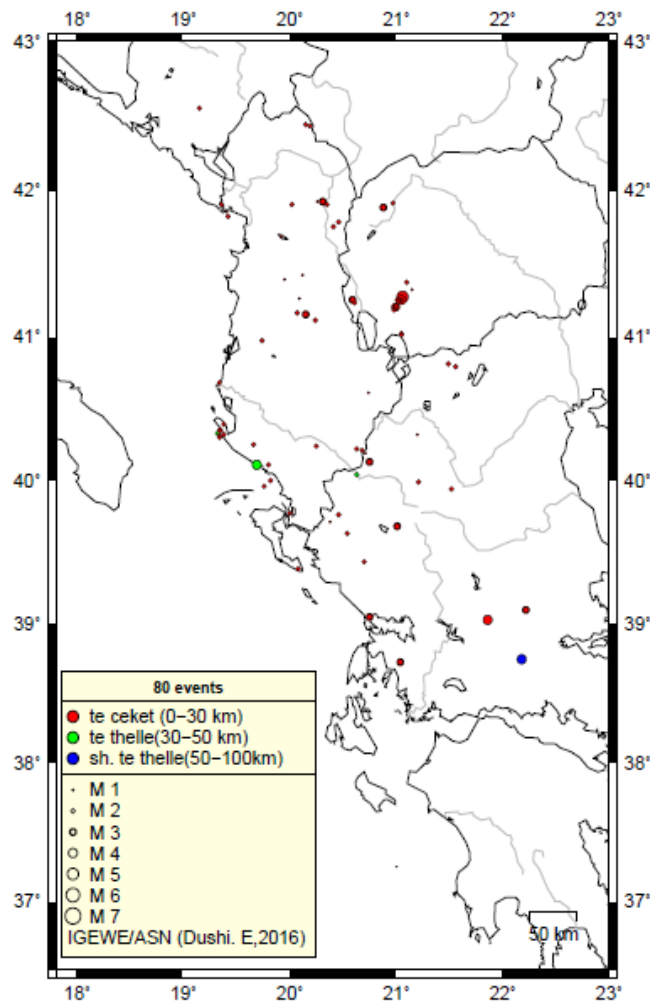 18° 19° 20° 21° 22° 23°
43° 43°
42° 42°
41° 41°
40° 40°
39° 39°
38° 38°
37° 37°
80 events
te ceket (0−30 km)
te thelle(30−50 km)
sh. te thelle(50−100km)
M 1
M 2
M 3
M 4
M 5
M 6
M 7
IGEWE/ASN (Dushi. E,2016)
50 km
18° 19° 20° 21° 22° 23°